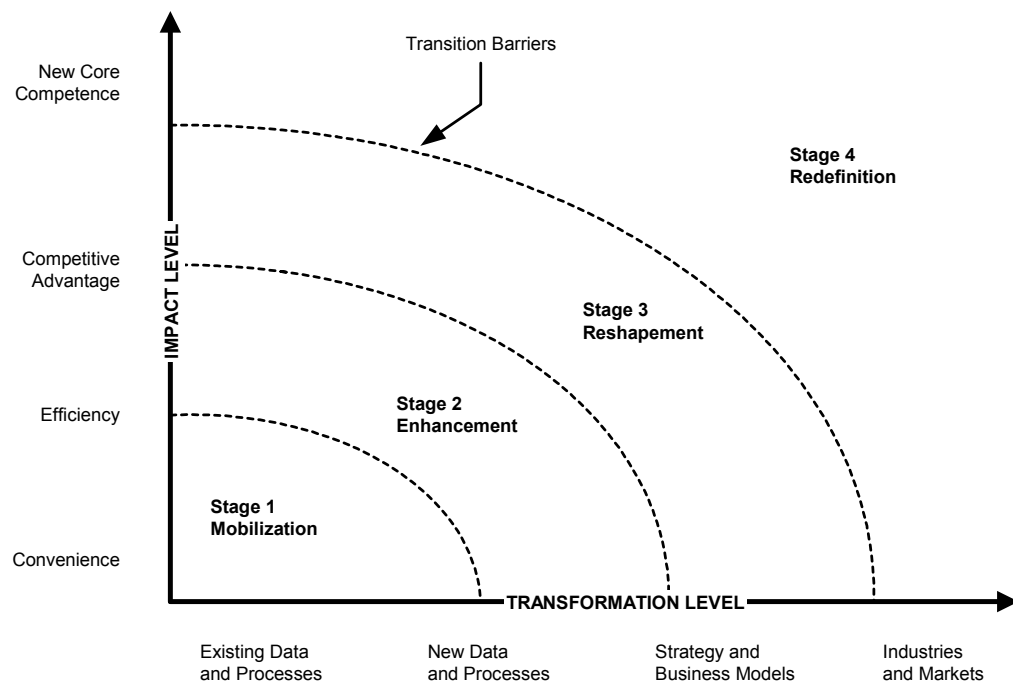 Transition Barriers
New Core
Competence
Stage 4
Redefinition
Competitive
Advantage
IMPACT LEVEL
Stage 3
Reshapement
Efficiency
Stage 2
Enhancement
Stage 1
Mobilization
Convenience
TRANSFORMATION LEVEL
Existing Data
and Processes
New Data
and Processes
Strategy and
Business Models
Industries
and Markets